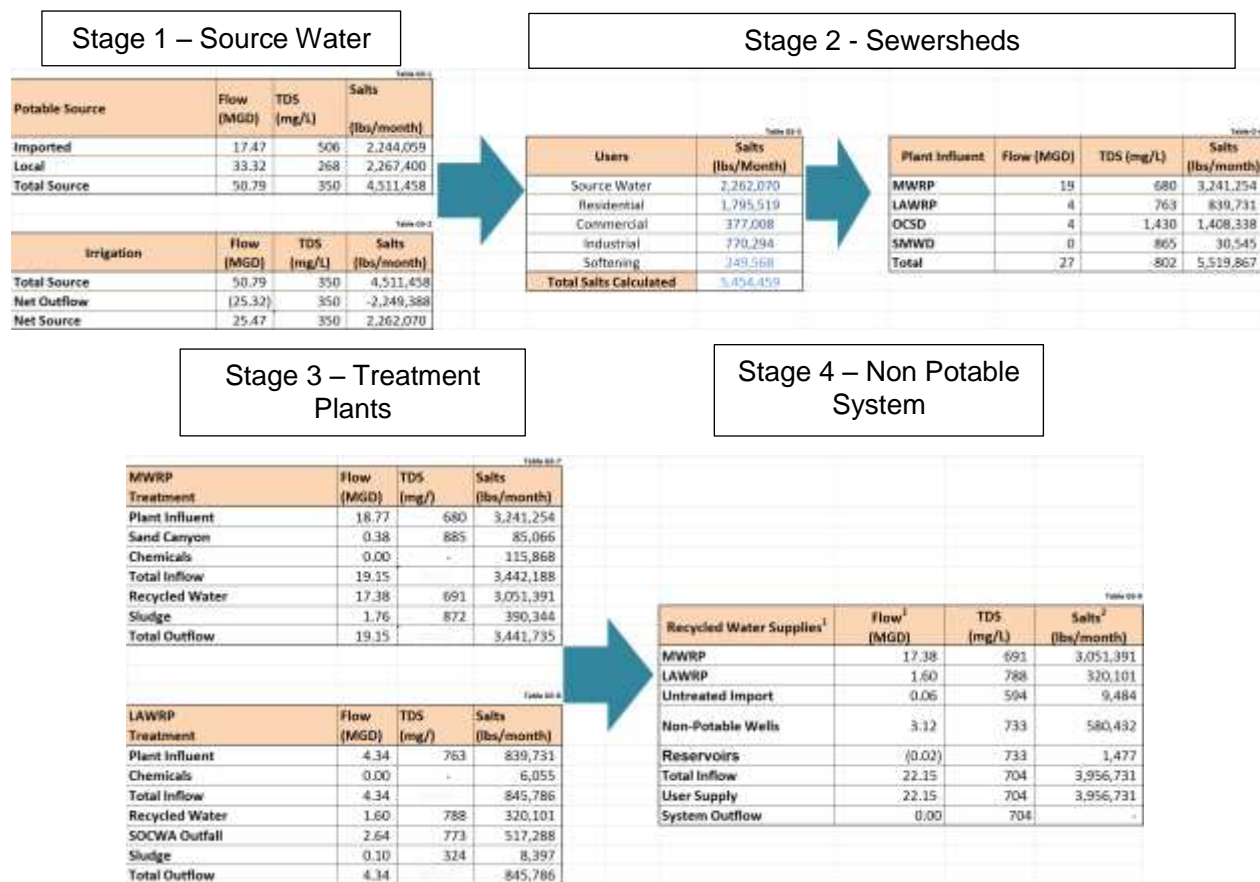 Stage 1 – Source Water
Stage 2 - Sewersheds
Potable Source Flow (MGD) TDS (mg/L) Salts (lbs/month)
Imported 17.47 506 2,244,059
Local 33.32 268 2,267,400
Total Source 50.79 350 4,511,458
Irrigation Flow (MGD) TDS (mg/L) Salts (lbs/month)
Total Source 50.79 350 4,511,458
Net Outflow (25.32) 350 -2,249,388
Net Source 25.47 350 2,262,070
Users Salts (lbs/Month)
Source Water 2,262,070
Residential 1,795,519
Commercial 377,008
Industrial 770,294
Softening 249,568
Total Salts Calculated 5,454,459
Plant Influent Flow (MGD) TDS (mg/L) Salts (lbs/month)
MWRP 19 680 3,241,254
LAWRP 4 763 839,731
OCSD 4 1,430 1,408,338
SMWD 0 865 30,545
Total 27 802 5,519,867
Stage 3 – Treatment
Plants
Stage 4 – Non Potable
System
MWRP Treatment Flow (MGD) TDS (mg/) Salts (lbs/month)
Plant Influent 18.77 680 3,241,254
Sand Canyon 0.38 885 85,066
Chemicals 0.00 - 115,868
Total Inflow 19.15 3,442,188
Recycled Water 17.38 691 3,051,391
Sludge 1.76 872 390,344
Total Outflow 19.15 3,441,735
LAWRP Treatment Flow (MGD) TDS (mg/) Salts (lbs/month)
Plant Influent 4.34 763 839,731
Chemicals 0.00 - 6,055
Total Inflow 4.34 845,786
Recycled Water 1.60 788 320,101
SOCWA Outfall 2.64 773 517,288
Sludge 0.10 324 8,397
Total Outflow 4.34 845,786
Recycled Water Supplies1 Flow1 (MGD) TDS (mg/L) Salts2 (lbs/month)
MWRP 17.38 691 3,051,391
LAWRP 1.60 788 320,101
Untreated Import 0.06 594 9,484
Non-Potable Wells 3.12 733 580,432
Reservoirs (0.02) 733 1,477
Total Inflow 22.15 704 3,956,731
User Supply 22.15 704 3,956,731
System Outflow 0.00 704 -